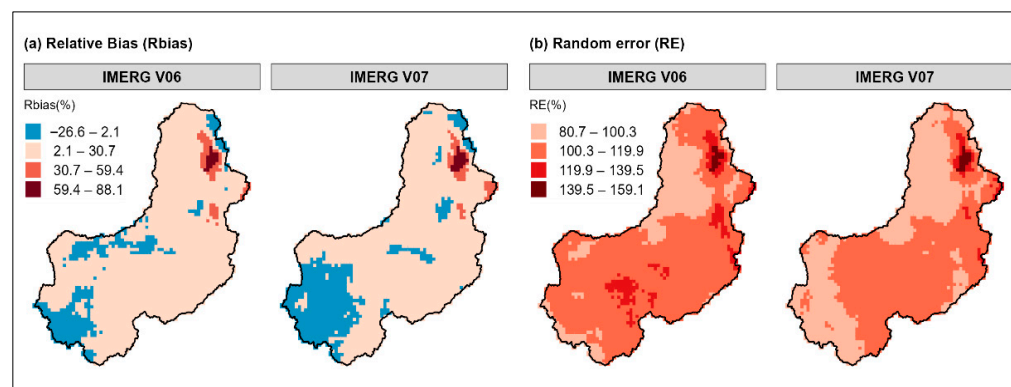 (a) Relative Bias (Rbias)
(b) Random error (RE)
IMERG V06
IMERG V07
IMERG V06
IMERG V07
Rbias(%)
−26.6 – 2.1
2.1 – 30.7
30.7 – 59.4
59.4 – 88.1
RE(%)
80.7 – 100.3
100.3 – 119.9
119.9 – 139.5
139.5 – 159.1